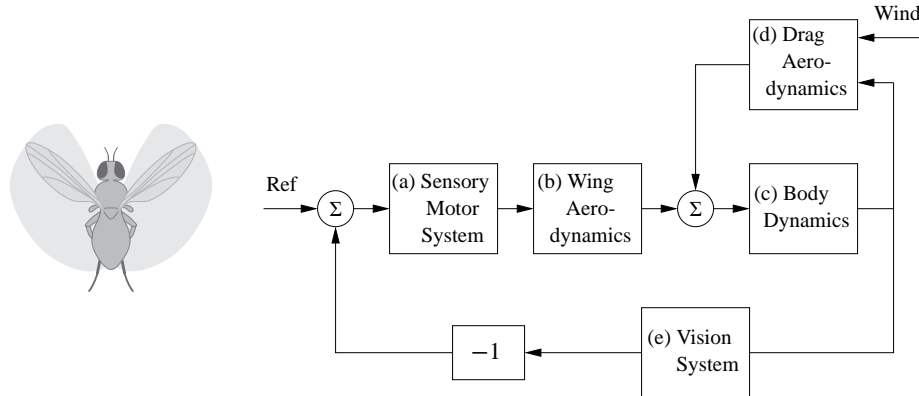 Wind
(d) Drag
Aero-
dynamics
Ref
Σ
(a) Sensory
Motor
System
(b) Wing
Aero-
dynamics
Σ
(c) Body
Dynamics
−1
(e) Vision
System